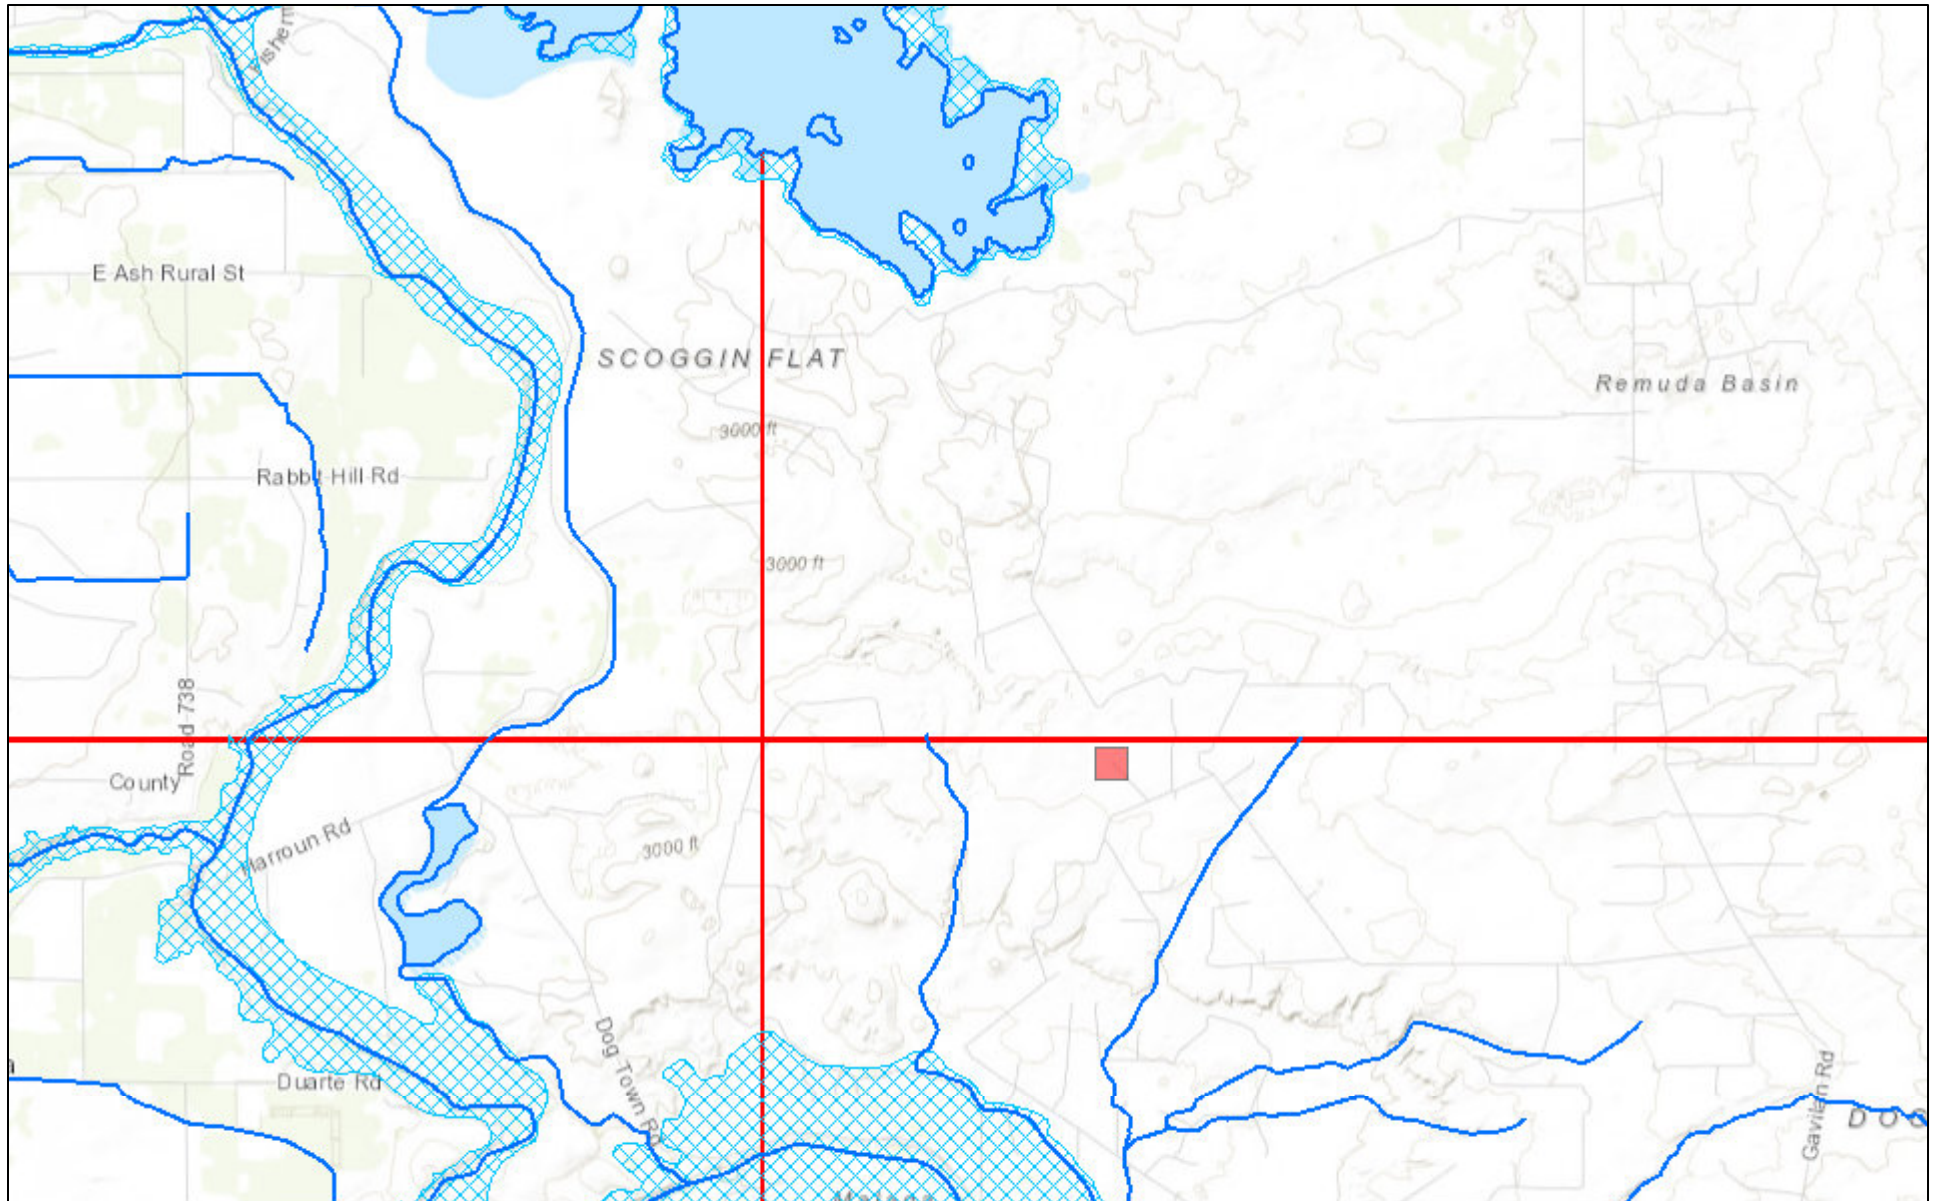 E Ash Rural St
SCOGGIN FLAT
Remuda Basin
3000 ft
Rabbit Hill Rd
3000 ft
County
Road 738
Harroun Rd
3000 ft
Dog Town Rd
Duarte Rd
Gavilan Rd